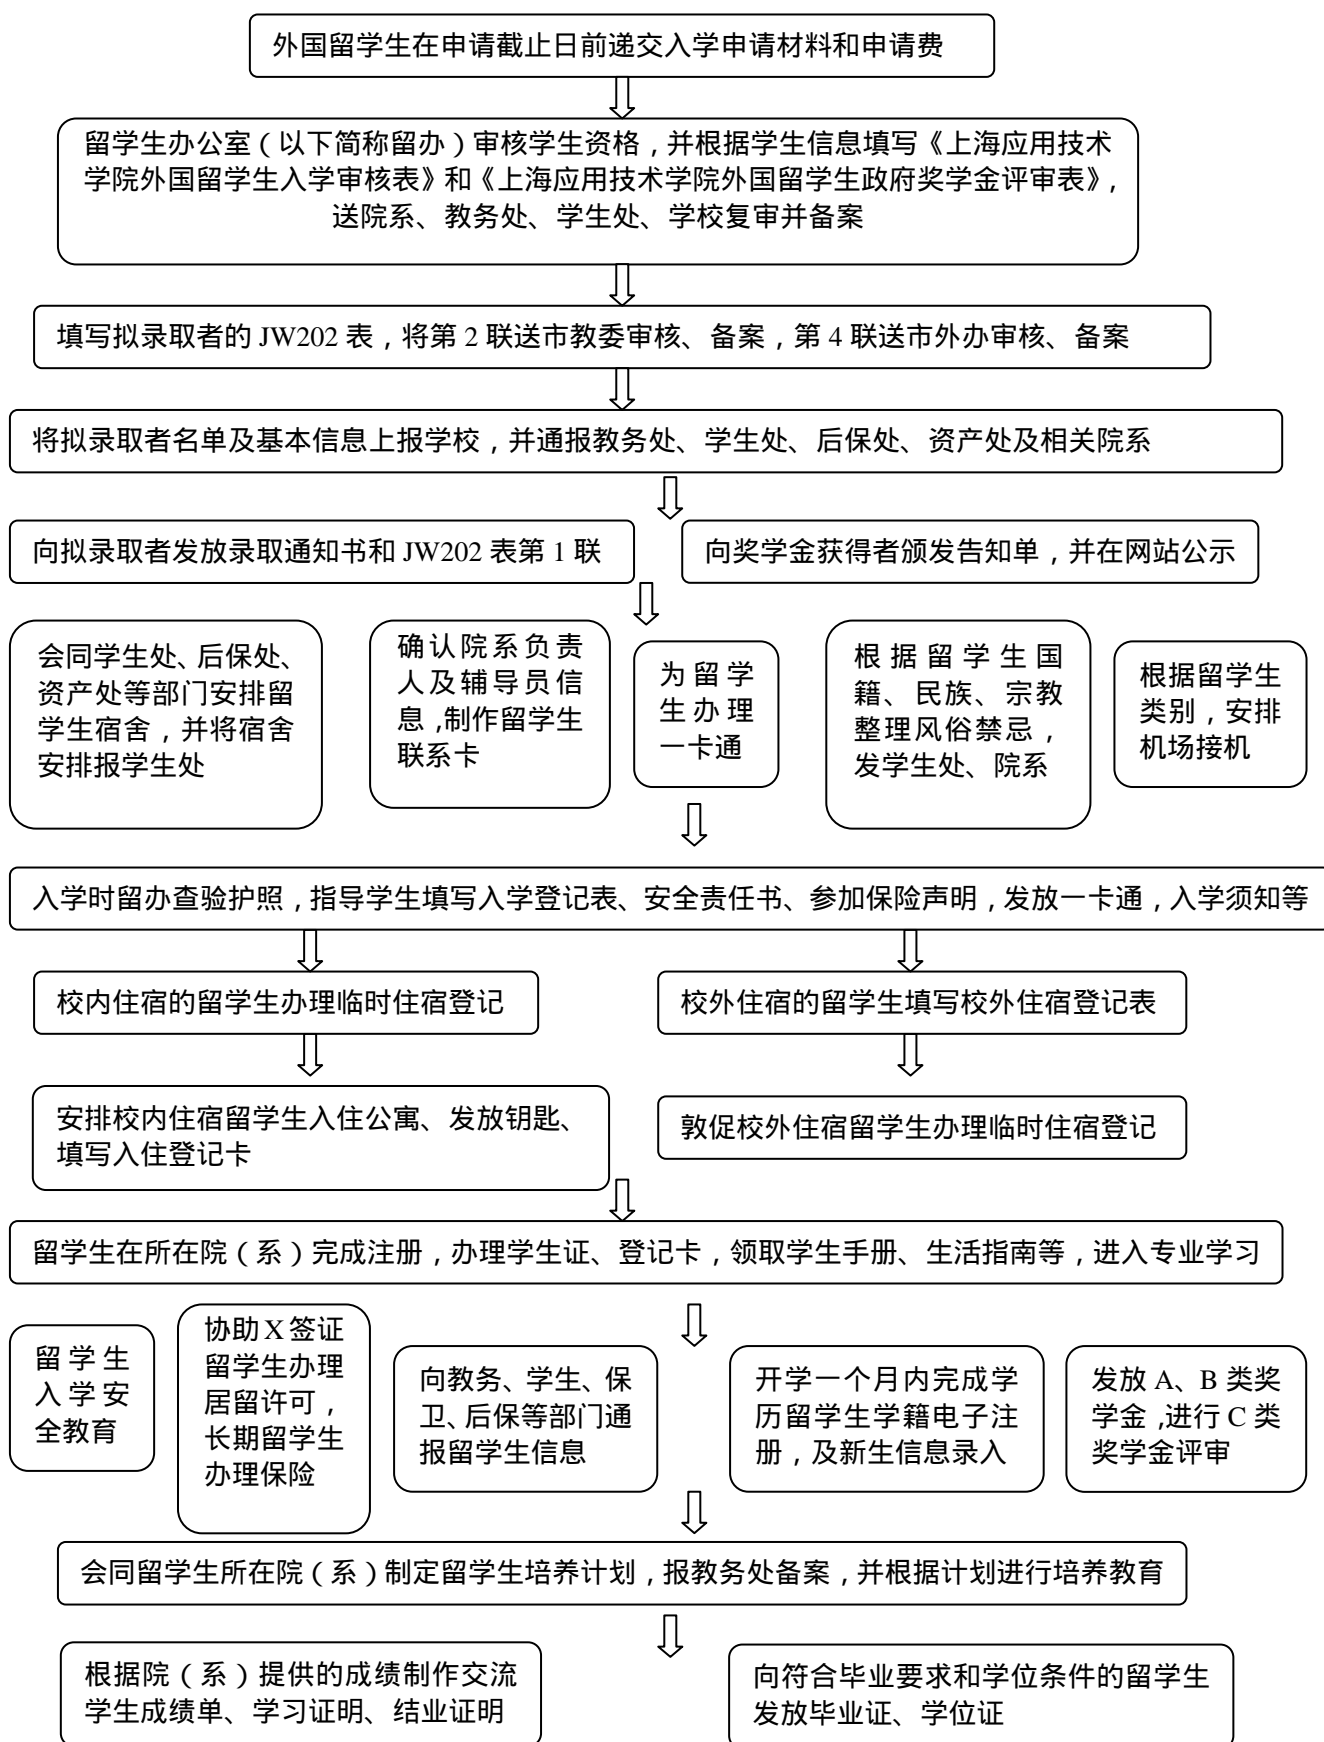 外国留学生在申请截止日前递交入学申请材料和申请费
留学生办公室（以下简称留办）审核学生资格，并根据学生信息填写《上海应用技术
学院外国留学生入学审核表》和《上海应用技术学院外国留学生政府奖学金评审表》，
送院系、教务处、学生处、学校复审并备案
填写拟录取者的 JW202 表，将第 2 联送市教委审核、备案，第 4 联送市外办审核、备案
将拟录取者名单及基本信息上报学校，并通报教务处、学生处、后保处、资产处及相关院系
向拟录取者发放录取通知书和 JW202 表第 1 联
向奖学金获得者颁发告知单，并在网站公示
会同学生处、后保处、
资产处等部门安排留
学生宿舍，并将宿舍
安排报学生处
确认院系负责
人及辅导员信
息，制作留学生
联系卡
为留学
生办理
一卡通
根据留学生国
籍、民族、宗教
整理风俗禁忌，
发学生处、院系
根据留学生
类别，安排
机场接机
入学时留办查验护照，指导学生填写入学登记表、安全责任书、参加保险声明，发放一卡通，入学须知等
校内住宿的留学生办理临时住宿登记
校外住宿的留学生填写校外住宿登记表
安排校内住宿留学生入住公寓、发放钥匙、
填写入住登记卡
敦促校外住宿留学生办理临时住宿登记
留学生在所在院（系）完成注册，办理学生证、登记卡，领取学生手册、生活指南等，进入专业学习
留学生
入学安
全教育
协助 X 签证
留学生办理
居留许可，
长期留学生
办理保险
向教务、学生、保
卫、后保等部门通
报留学生信息
开学一个月内完成学
历留学生学籍电子注
册，及新生信息录入
发放 A、B 类奖
学金，进行 C 类
奖学金评审
会同留学生所在院（系）制定留学生培养计划，报教务处备案，并根据计划进行培养教育
根据院（系）提供的成绩制作交流
学生成绩单、学习证明、结业证明
向符合毕业要求和学位条件的留学生
发放毕业证、学位证